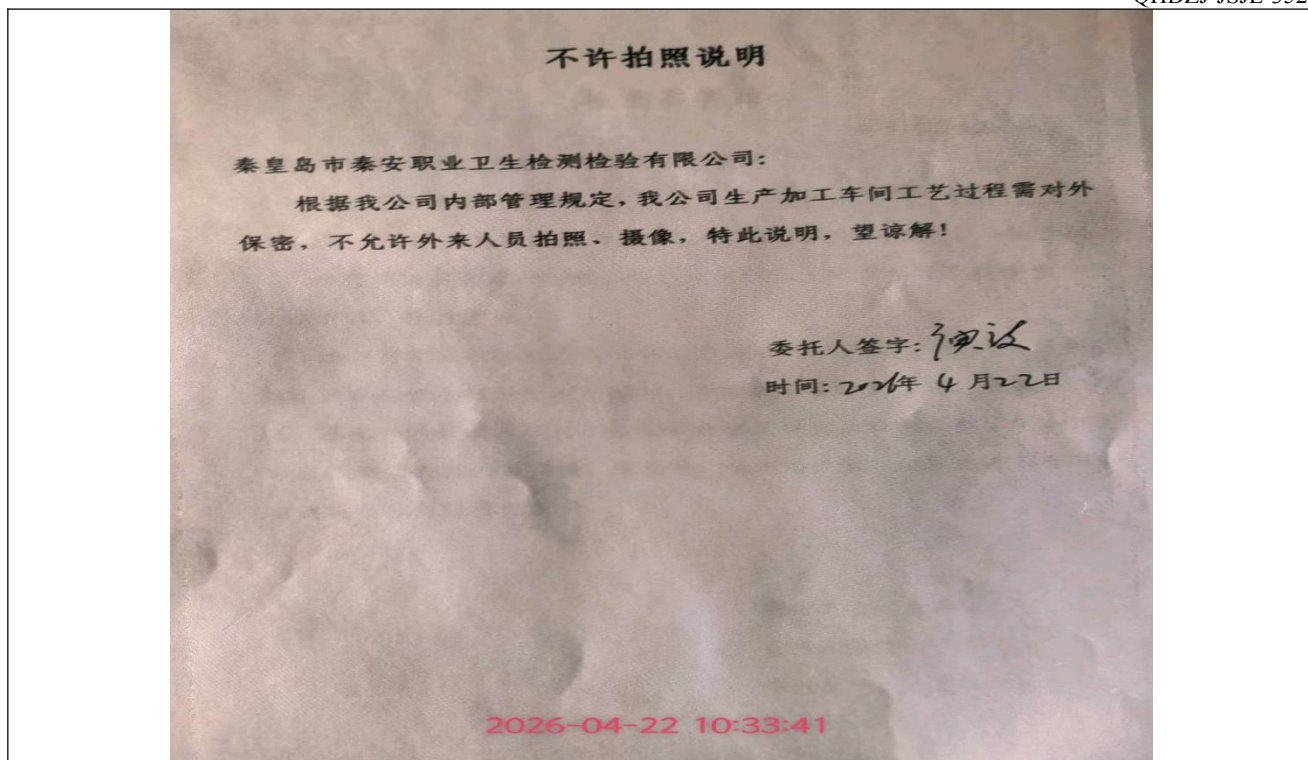 不许拍照说明
秦皇岛市秦安职业卫生检测检验有限公司:
根据我公司内部管理规定,我公司生产加工车间工艺过程需对外
保密,不允许外来人员拍照、摄像,特此说明,望谅解!
委托人签字:
时间:2026年 4月22日
2026-04-22 10:33:41